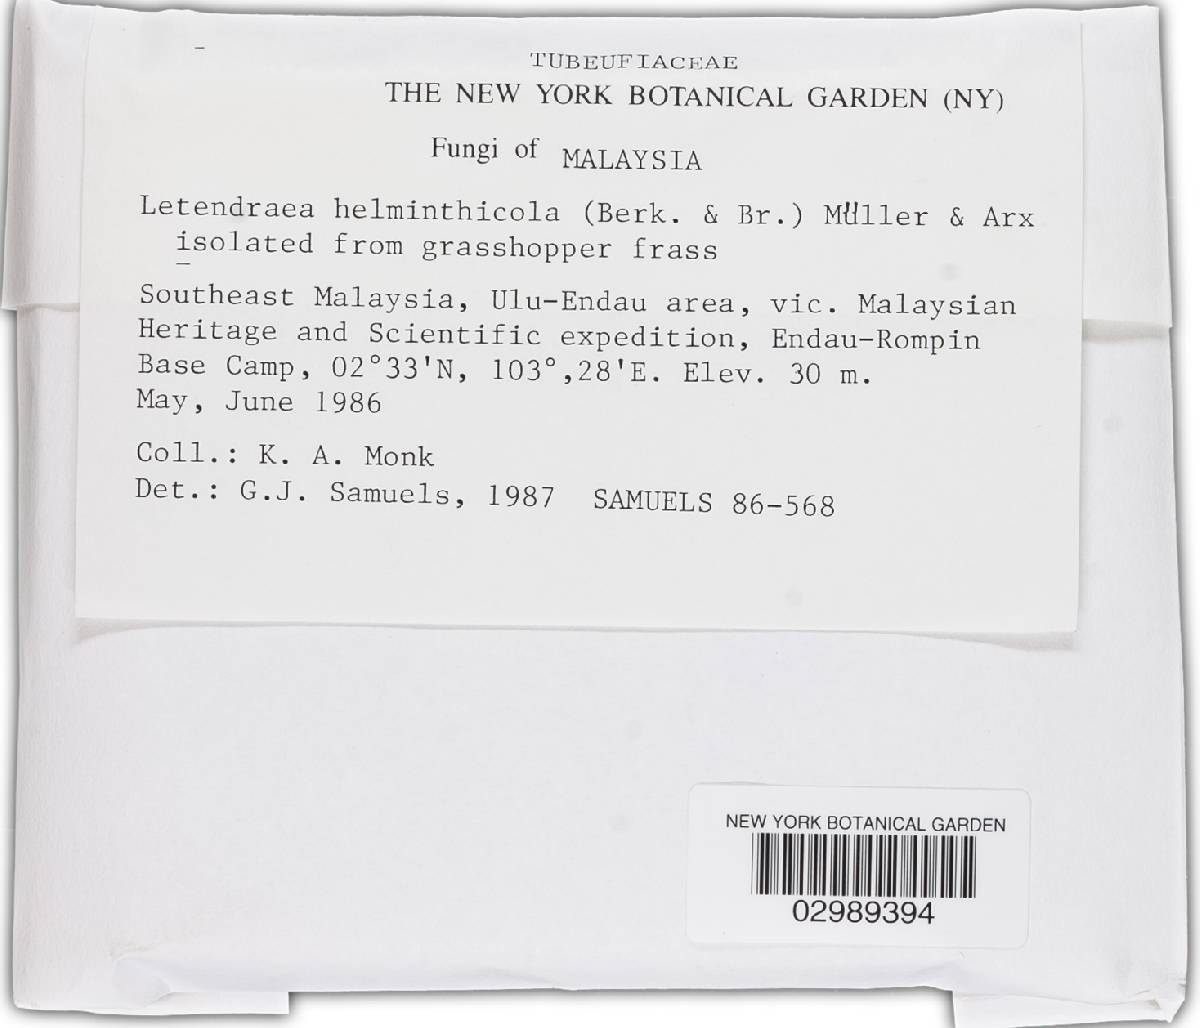 TUBEUFIACEAE
THE NEW YORK BOTANICAL GARDEN (NY)
Fungi of MALAYSIA
Letendraea helminthicola (Berk. & Br.) Müller & Arx
isolated from grasshopper frass
Southeast Malaysia, Ulu-Endau area, vic. Malaysian
Heritage and Scientific expedition, Endau-Rompin
Base Camp, 02°33'N, 103°,28'E. Elev. 30 m.
May, June 1986
Coll.: K. A. Monk
Det.: G.J. Samuels, 1987 SAMUELS 86-568
NEW YORK BOTANICAL GARDEN
02989394